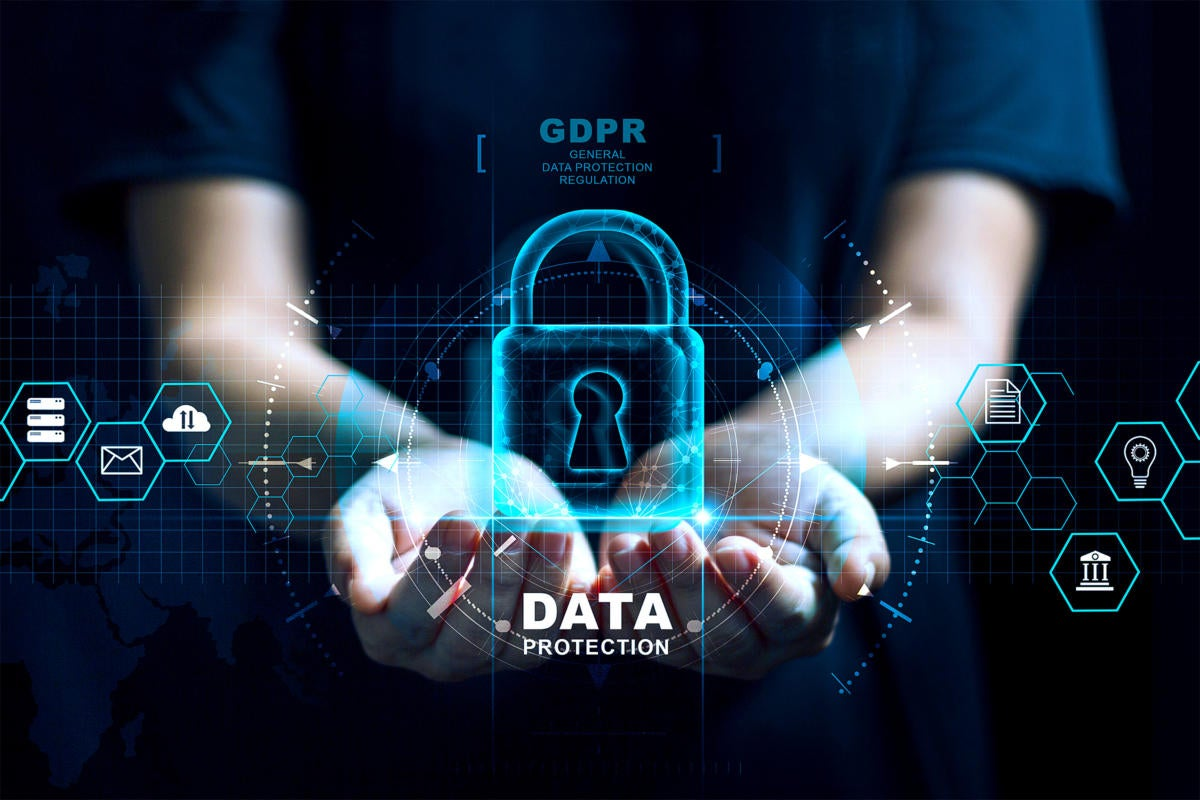 GDPR
GENERAL
DATA PROTECTION
REGULATION
DATA
PROTECTION